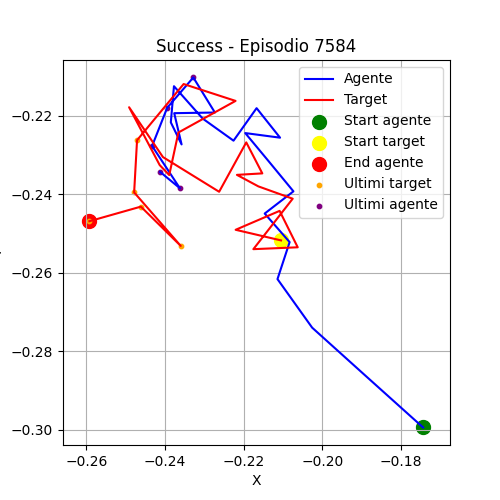 Success - Episodio 7584
Agente
Target
Start agente
Start target
End agente
Ultimi target
Ultimi agente
−0.22
−0.24
−0.26
−0.28
−0.30
−0.26
−0.24
−0.22
−0.20
−0.18
X